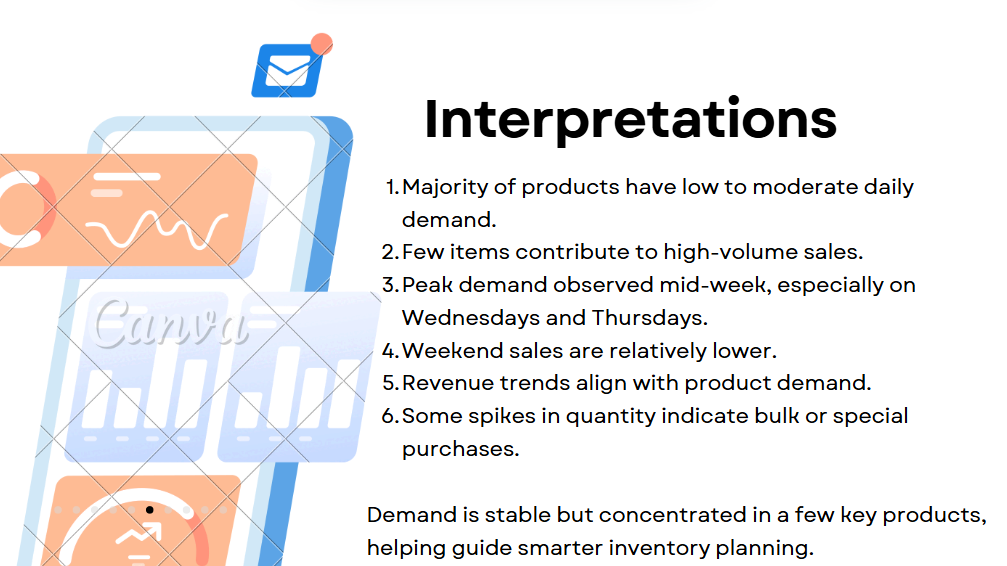 Interpretations
1. Majority of products have low to moderate daily
demand.
2. Few items contribute to high-volume sales.
3. Peak demand observed mid-week, especially on
Wednesdays and Thursdays.
4. Weekend sales are relatively lower.
5. Revenue trends align with product demand.
6. Some spikes in quantity indicate bulk or special
purchases.
Canva
Demand is stable but concentrated in a few key products,
helping guide smarter inventory planning.